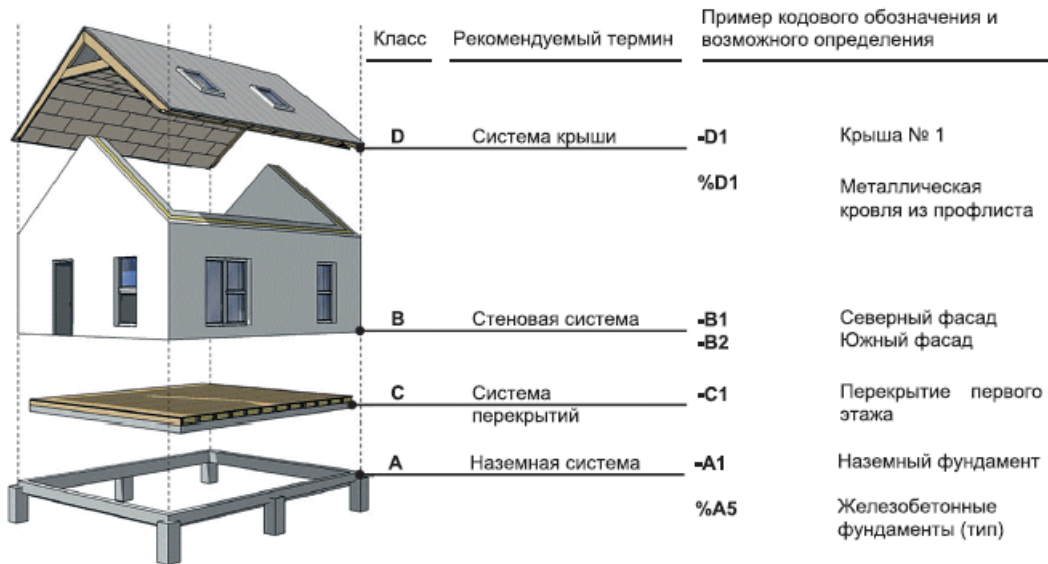 Класс Рекомендуемый термин Пример кодового обозначения и
возможного определения
D Система крыши -D1 Крыша № 1
%D1 Металлическая
кровля из профлиста
B Стеновая система -B1 Северный фасад
-B2 Южный фасад
C Система -C1 Перекрытие первого
перекрытий этажа
A Наземная система -A1 Наземный фундамент
%A5 Железобетонные
фундаменты (тип)